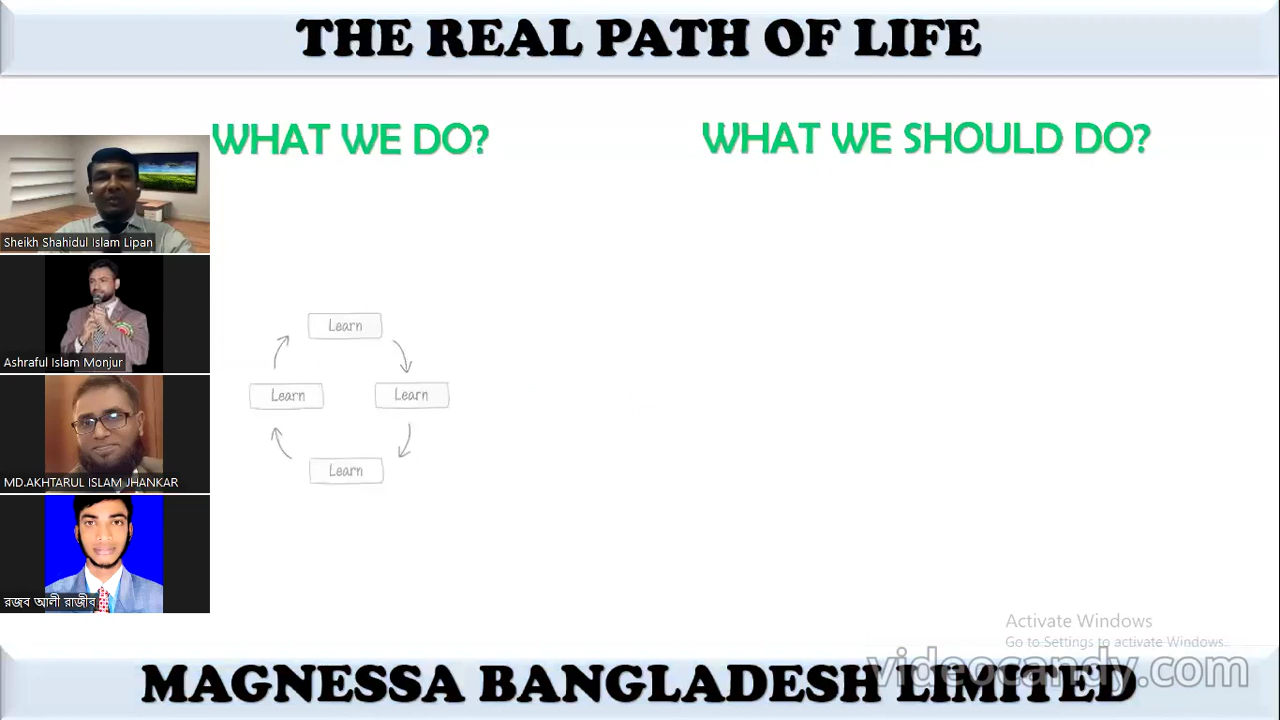 THE REAL PATH OF LIFE
WHAT WE DO?
WHAT WE SHOULD DO?
Sheikh Shahidul Islam Lipan
Ashraful Islam Monjur
MD.AKHTARUL ISLAM JHANKAR
রজব আলী রাজীব
Learn
Learn
Learn
Learn
Activate Windows
Go to Settings to activate Windows.
videocandy.com
MAGNESSA BANGLADESH LIMITED